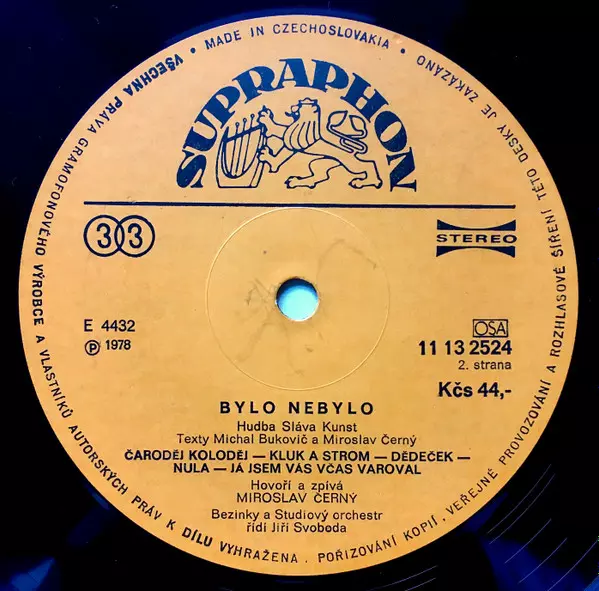 VŠECHNA PRÁVA GRAMOFONOVÉHO VÝROBCE A VLASTNÍKŮ AUTORSKÝCH PRÁV K DÍLU VYHRAŽENA . POŘIZOVÁNÍ KOPIÍ, VEŘEJNÉ PROVOZOVÁNÍ A ROZHLASOVÉ ŠÍŘENÍ TÉTO DESKY JE ZAKÁZÁNO • MADE IN CZECHOSLOVAKIA •
SUPRAPHON
33
STEREO
E 4432
Ⓟ 1978
OSA
11 13 2524
2. strana
Kčs 44,-
BYLO NEBYLO
Hudba Sláva Kunst
Texty Michal Bukovič a Miroslav Černý
ČARODĚJ KOLODĚJ — KLUK A STROM — DĚDEČEK —
NULA — JÁ JSEM VÁS VČAS VAROVAL
Hovoří a zpívá
MIROSLAV ČERNÝ
Bezinky a Studiový orchestr
řídí Jiří Svoboda